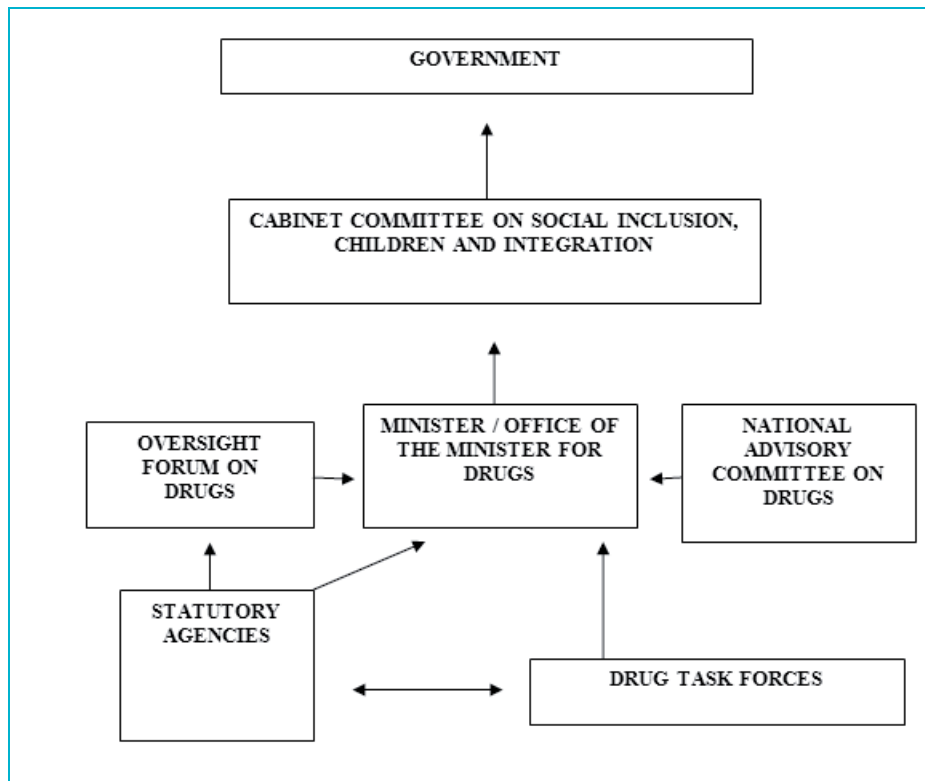 GOVERNMENT
CABINET COMMITTEE ON SOCIAL INCLUSION,
CHILDREN AND INTEGRATION
OVERSIGHT
FORUM ON
DRUGS
MINISTER / OFFICE OF
THE MINISTER FOR
DRUGS
NATIONAL
ADVISORY
COMMITTEE ON
DRUGS
STATUTORY
AGENCIES
DRUG TASK FORCES